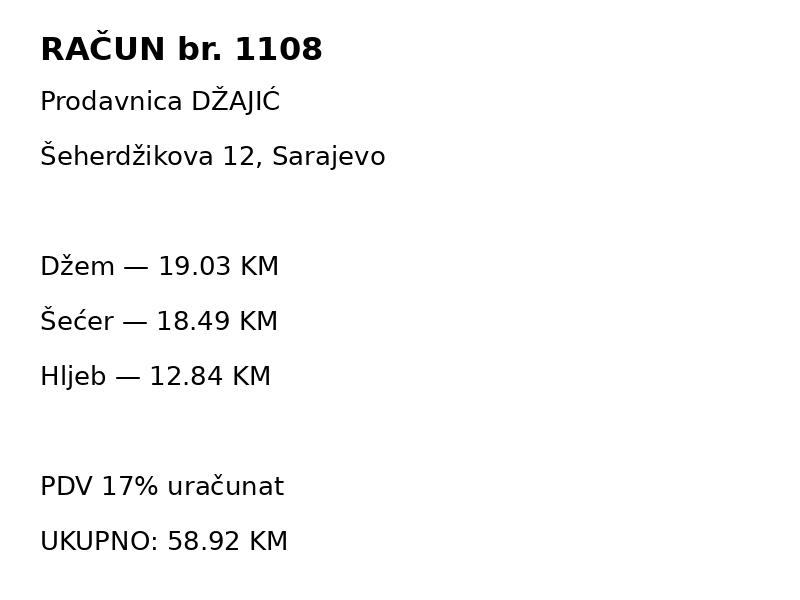 RAČUN br. 1108
Prodavnica DŽAJIĆ
Šeherdžikova 12, Sarajevo
Džem — 19.03 KM
Šećer — 18.49 KM
Hljeb — 12.84 KM
PDV 17% uračunat
UKUPNO: 58.92 KM